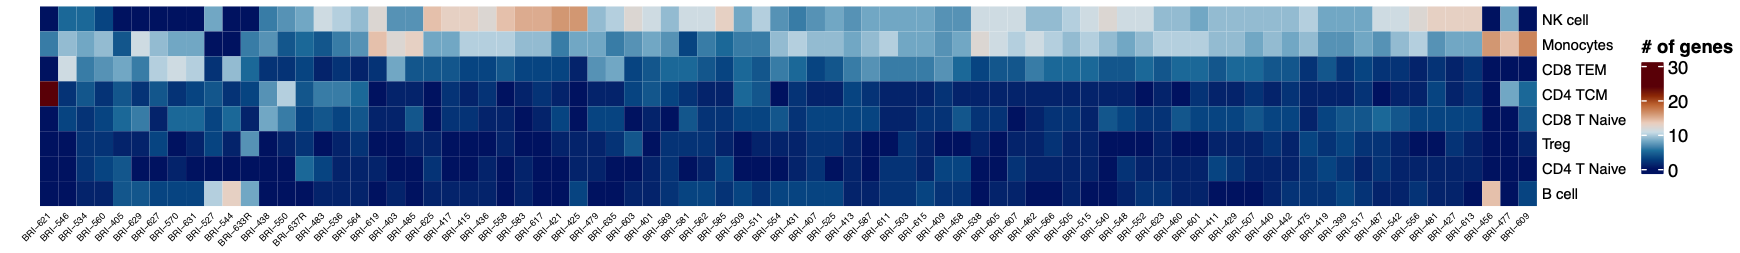 NK cell
Monocytes
CD8 TEM
CD4 TCM
CD8 T Naive
Treg
CD4 T Naive
B cell
# of genes
30
20
10
0
BRI−621 BRI−546 BRI−534 BRI−560 BRI−405 BRI−629 BRI−627 BRI−570 BRI−631 BRI−527 BRI−544 BRI−633R BRI−438 BRI−550 BRI−637R BRI−483 BRI−536 BRI−564 BRI−619 BRI−403 BRI−485 BRI−625 BRI−417 BRI−415 BRI−436 BRI−558 BRI−583 BRI−617 BRI−421 BRI−425 BRI−479 BRI−635 BRI−603 BRI−401 BRI−589 BRI−581 BRI−562 BRI−585 BRI−509 BRI−511 BRI−554 BRI−431 BRI−407 BRI−525 BRI−413 BRI−587 BRI−611 BRI−503 BRI−615 BRI−409 BRI−458 BRI−538 BRI−605 BRI−607 BRI−462 BRI−566 BRI−505 BRI−515 BRI−540 BRI−548 BRI−552 BRI−623 BRI−460 BRI−601 BRI−411 BRI−429 BRI−507 BRI−440 BRI−442 BRI−475 BRI−419 BRI−399 BRI−517 BRI−487 BRI−542 BRI−556 BRI−481 BRI−427 BRI−613 BRI−456 BRI−477 BRI−609